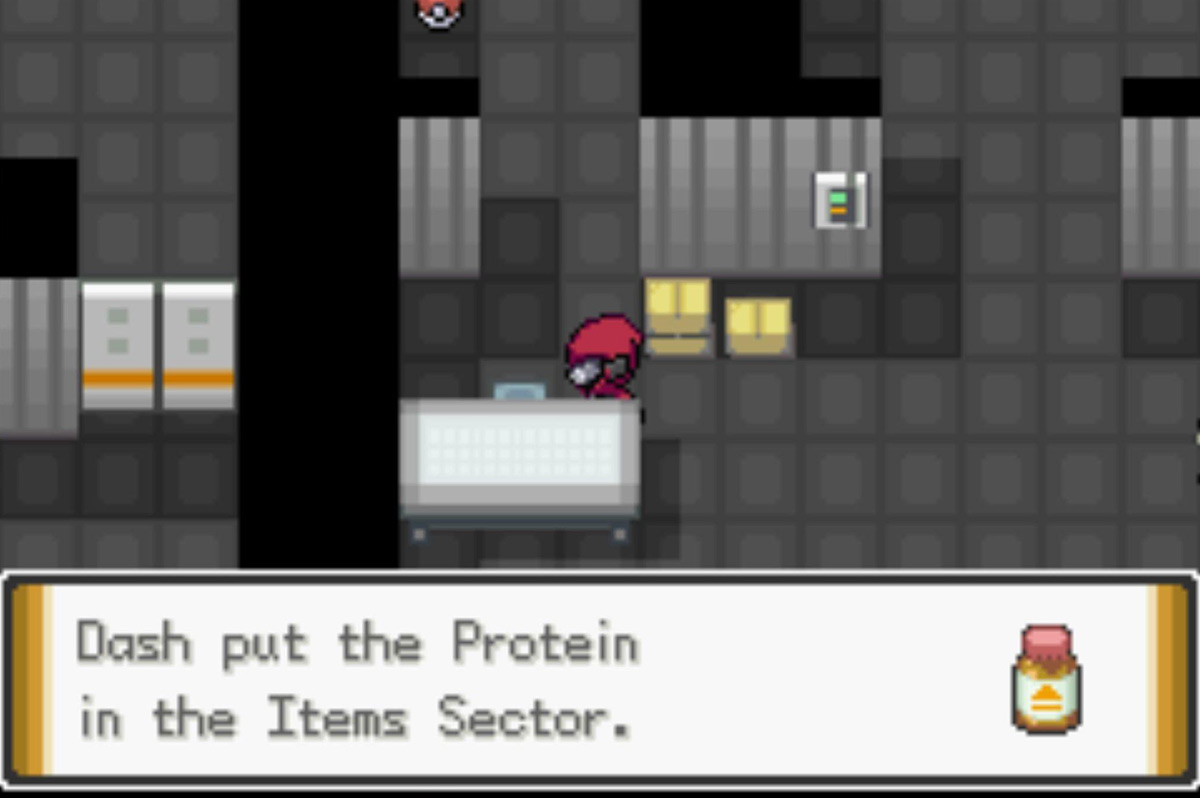 Dash put the Protein
in the Items Sector.